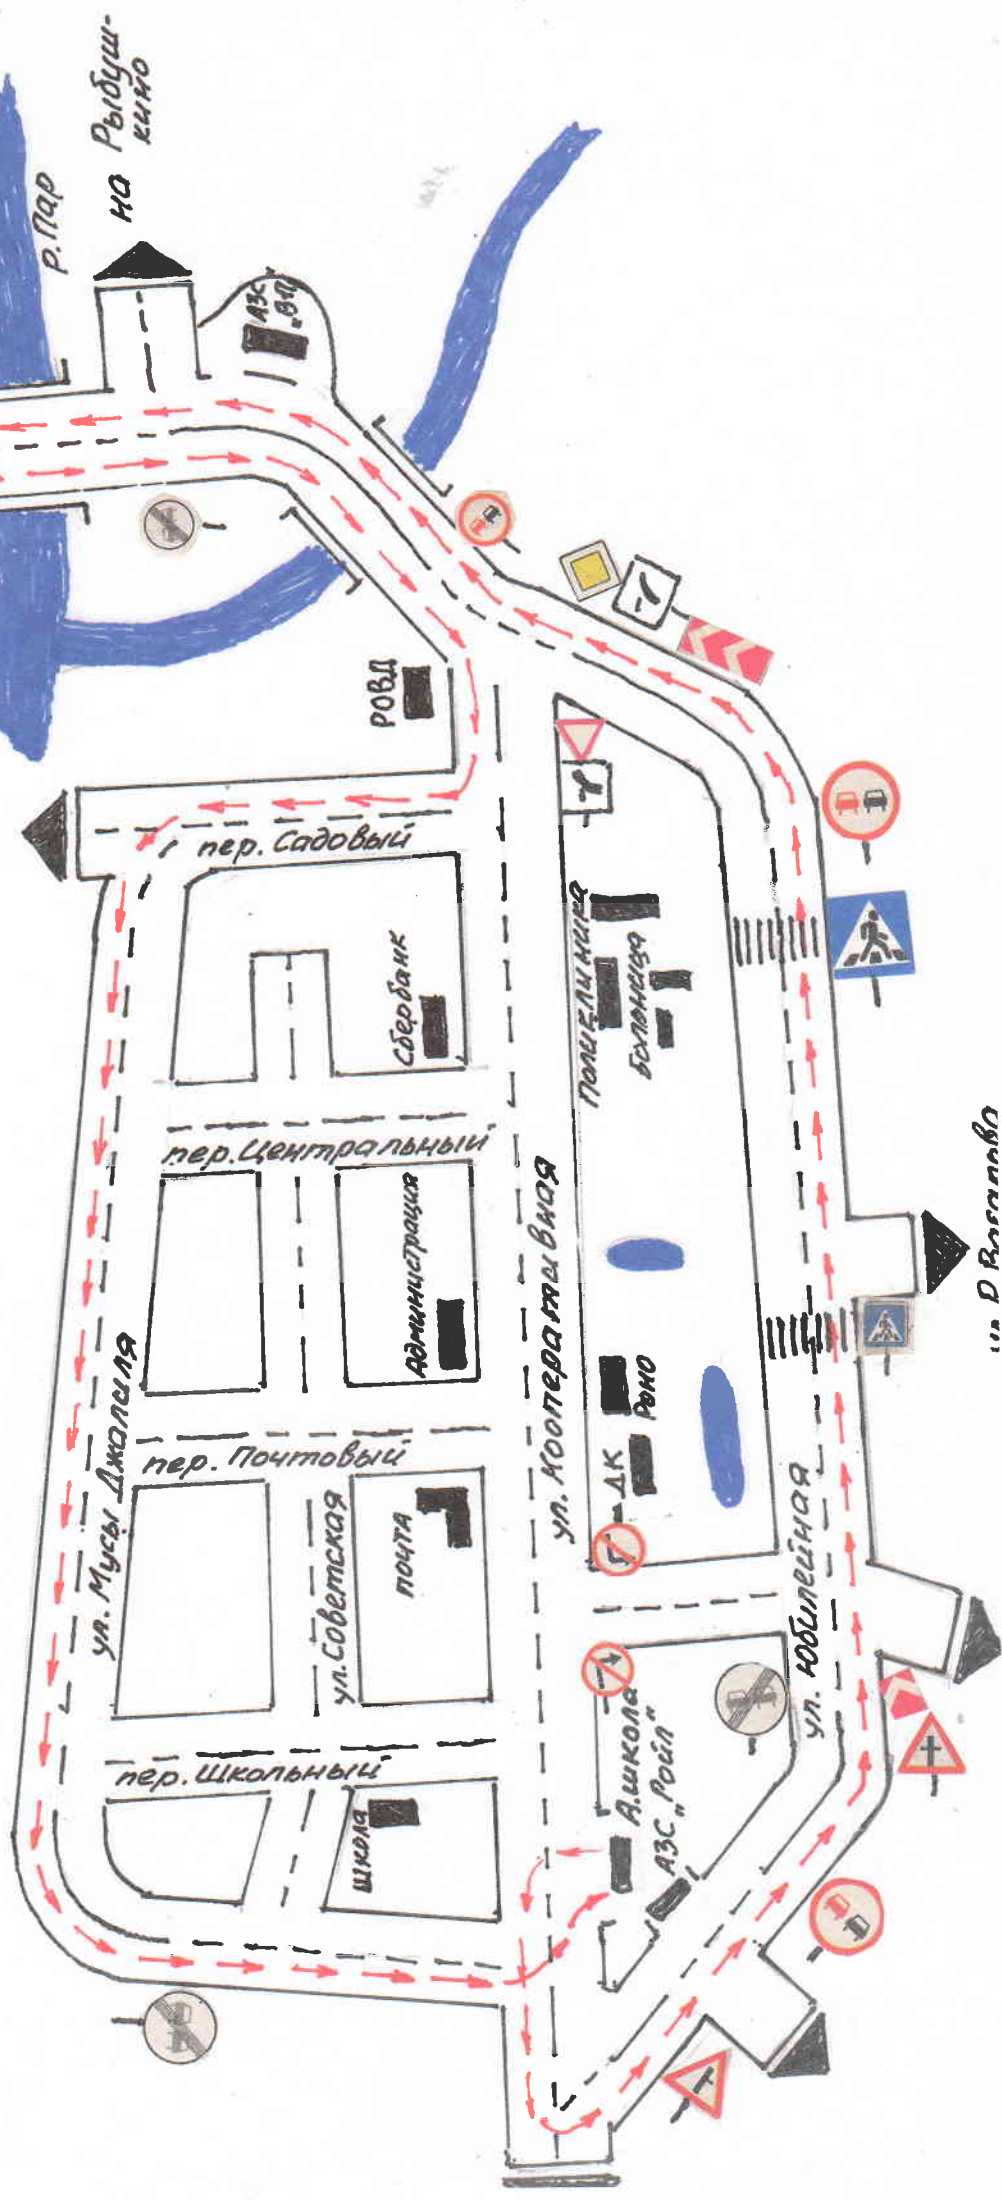 р. Пар
на Рыбуш-
кино
АЗС
"ВП"
РОВД
пер. Садовый
Сбербанк
Поликлиника
Больница
пер. Центральный
Администрация
ул. Кооперативная
ул. Мусы Джалиля
пер. Почтовый
Роно
ДК
почта
ул. Советская
ул. Юбилейная
пер. Школьный
школа
А.школа
АЗС "Ройл"